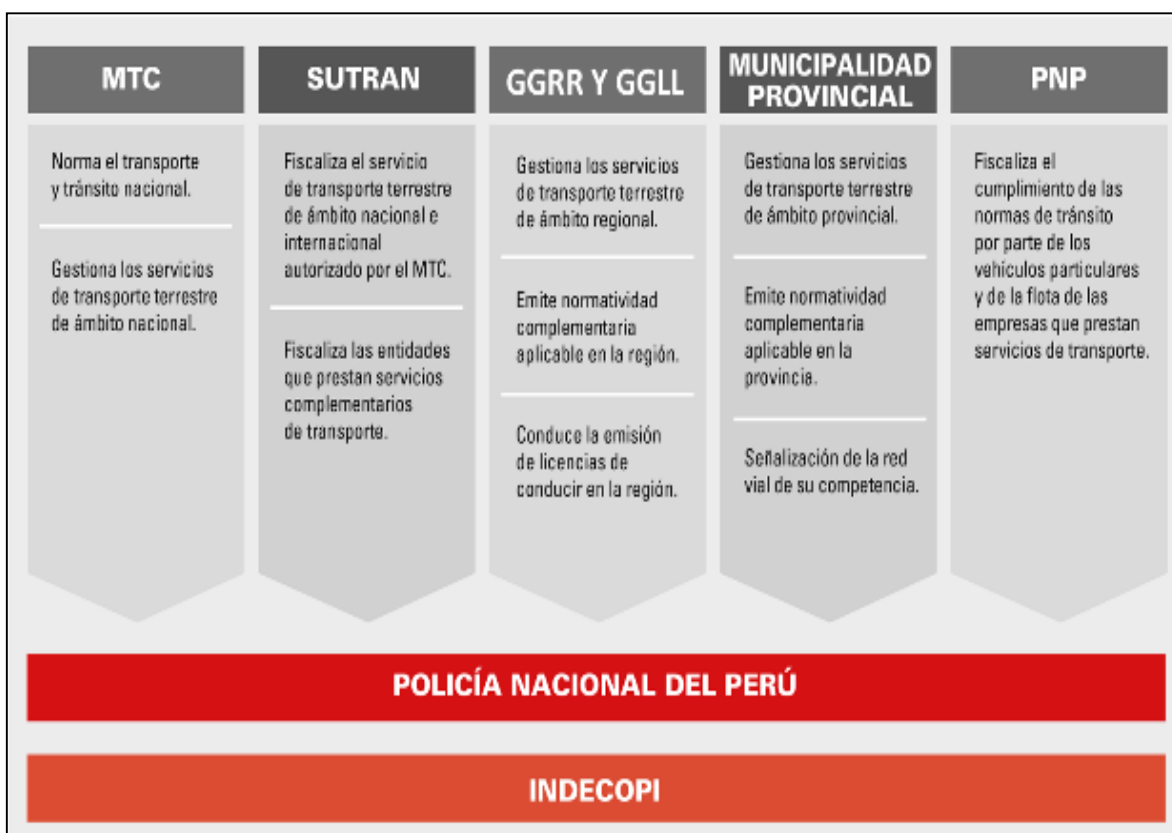 MTC
Norma el transporte
y tránsito nacional.
Gestiona los servicios
de transporte terrestre
de ámbito nacional.
SUTRAN
Fiscaliza el servicio
de transporte terrestre
de ámbito nacional e
internacional
autorizado por el MTC.
Fiscaliza las entidades
que prestan servicios
complementarios
de transporte.
GGRR Y GGLL
Gestiona los servicios
de transporte terrestre
de ámbito regional.
Emite normatividad
complementaria
aplicable en la región.
Conduce la emisión
de licencias de
conducir en la región.
MUNICIPALIDAD
PROVINCIAL
Gestiona los servicios
de transporte terrestre
de ámbito provincial.
Emite normatividad
complementaria
aplicable en la
provincia.
Señalización de la red
vial de su competencia.
PNP
Fiscaliza el
cumplimiento de las
normas de tránsito
por parte de los
vehículos particulares
y de la flota de las
empresas que prestan
servicios de transporte.
POLICÍA NACIONAL DEL PERÚ
INDECOPI